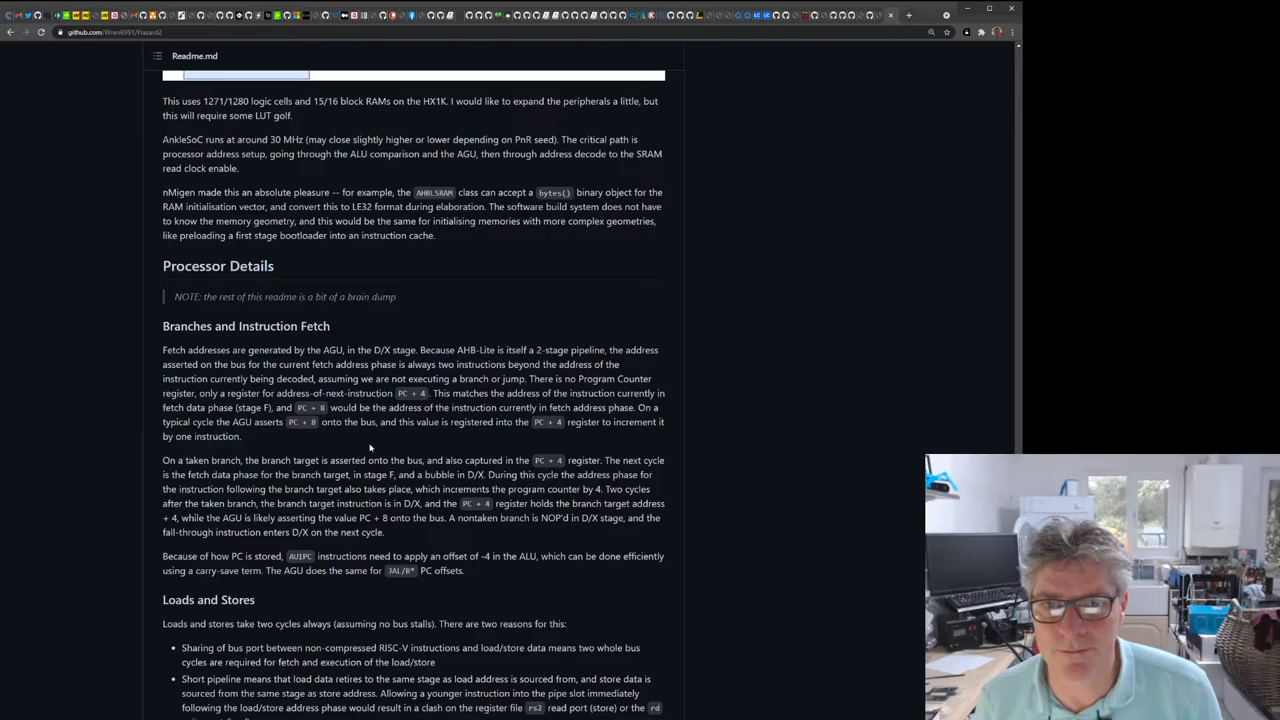 github.com/Wren6991/Hazard2
Readme.md
This uses 1271/1280 logic cells and 15/16 block RAMs on the HX1K. I would like to expand the peripherals a little, but
this will require some LUT golf.
AnkleSoC runs at around 30 MHz (may close slightly higher or lower depending on PnR seed). The critical path is
processor address setup, going through the ALU comparison and the AGU, then through address decode to the SRAM
read clock enable.
nMigen made this an absolute pleasure -- for example, the AHBLSRAM class can accept a bytes() binary object for the
RAM initialisation vector, and convert this to LE32 format during elaboration. The software build system does not have
to know the memory geometry, and this would be the same for initialising memories with more complex geometries,
like preloading a first stage bootloader into an instruction cache.
Processor Details
NOTE: the rest of this readme is a bit of a brain dump
Branches and Instruction Fetch
Fetch addresses are generated by the AGU, in the D/X stage. Because AHB-Lite is itself a 2-stage pipeline, the address
asserted on the bus for the current fetch address phase is always two instructions beyond the address of the
instruction currently being decoded, assuming we are not executing a branch or jump. There is no Program Counter
register, only a register for address-of-next-instruction PC + 4. This matches the address of the instruction currently in
fetch data phase (stage F), and PC + 8 would be the address of the instruction currently in fetch address phase. On a
typical cycle the AGU asserts PC + 8 onto the bus, and this value is registered into the PC + 4 register to increment it
by one instruction.
On a taken branch, the branch target is asserted onto the bus, and also captured in the PC + 4 register. The next cycle
is the fetch data phase for the branch target, in stage F, and a bubble in D/X. During this cycle the address phase for
the instruction following the branch target also takes place, which increments the program counter by 4. Two cycles
after the taken branch, the branch target instruction is in D/X, and the PC + 4 register holds the branch target address
+ 4, while the AGU is likely asserting the value PC + 8 onto the bus. A nontaken branch is NOP'd in D/X stage, and the
fall-through instruction enters D/X on the next cycle.
Because of how PC is stored, AUIPC instructions need to apply an offset of -4 in the ALU, which can be done efficiently
using a carry-save term. The AGU does the same for JAL/B* PC offsets.
Loads and Stores
Loads and stores take two cycles always (assuming no bus stalls). There are two reasons for this:
• Sharing of bus port between non-compressed RISC-V instructions and load/store data means two whole bus
cycles are required for fetch and execution of the load/store
• Short pipeline means that load data retires to the same stage as load address is sourced from, and store data is
sourced from the same stage as store address. Allowing a younger instruction into the pipe slot immediately
following the load/store address phase would result in a clash on the register file rs2 read port (store) or the rd